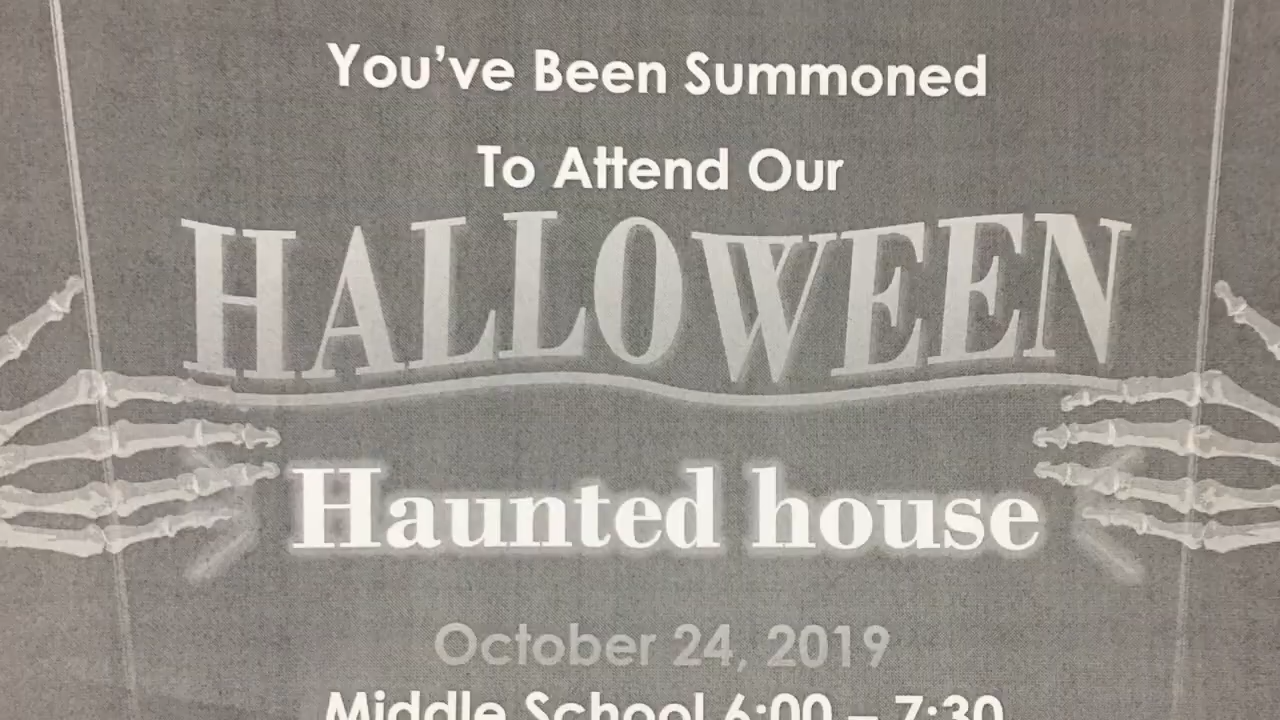 You've Been Summoned
To Attend Our
HALLOWEEN
Haunted house
October 24, 2019
Middle School 6:00 – 7:30